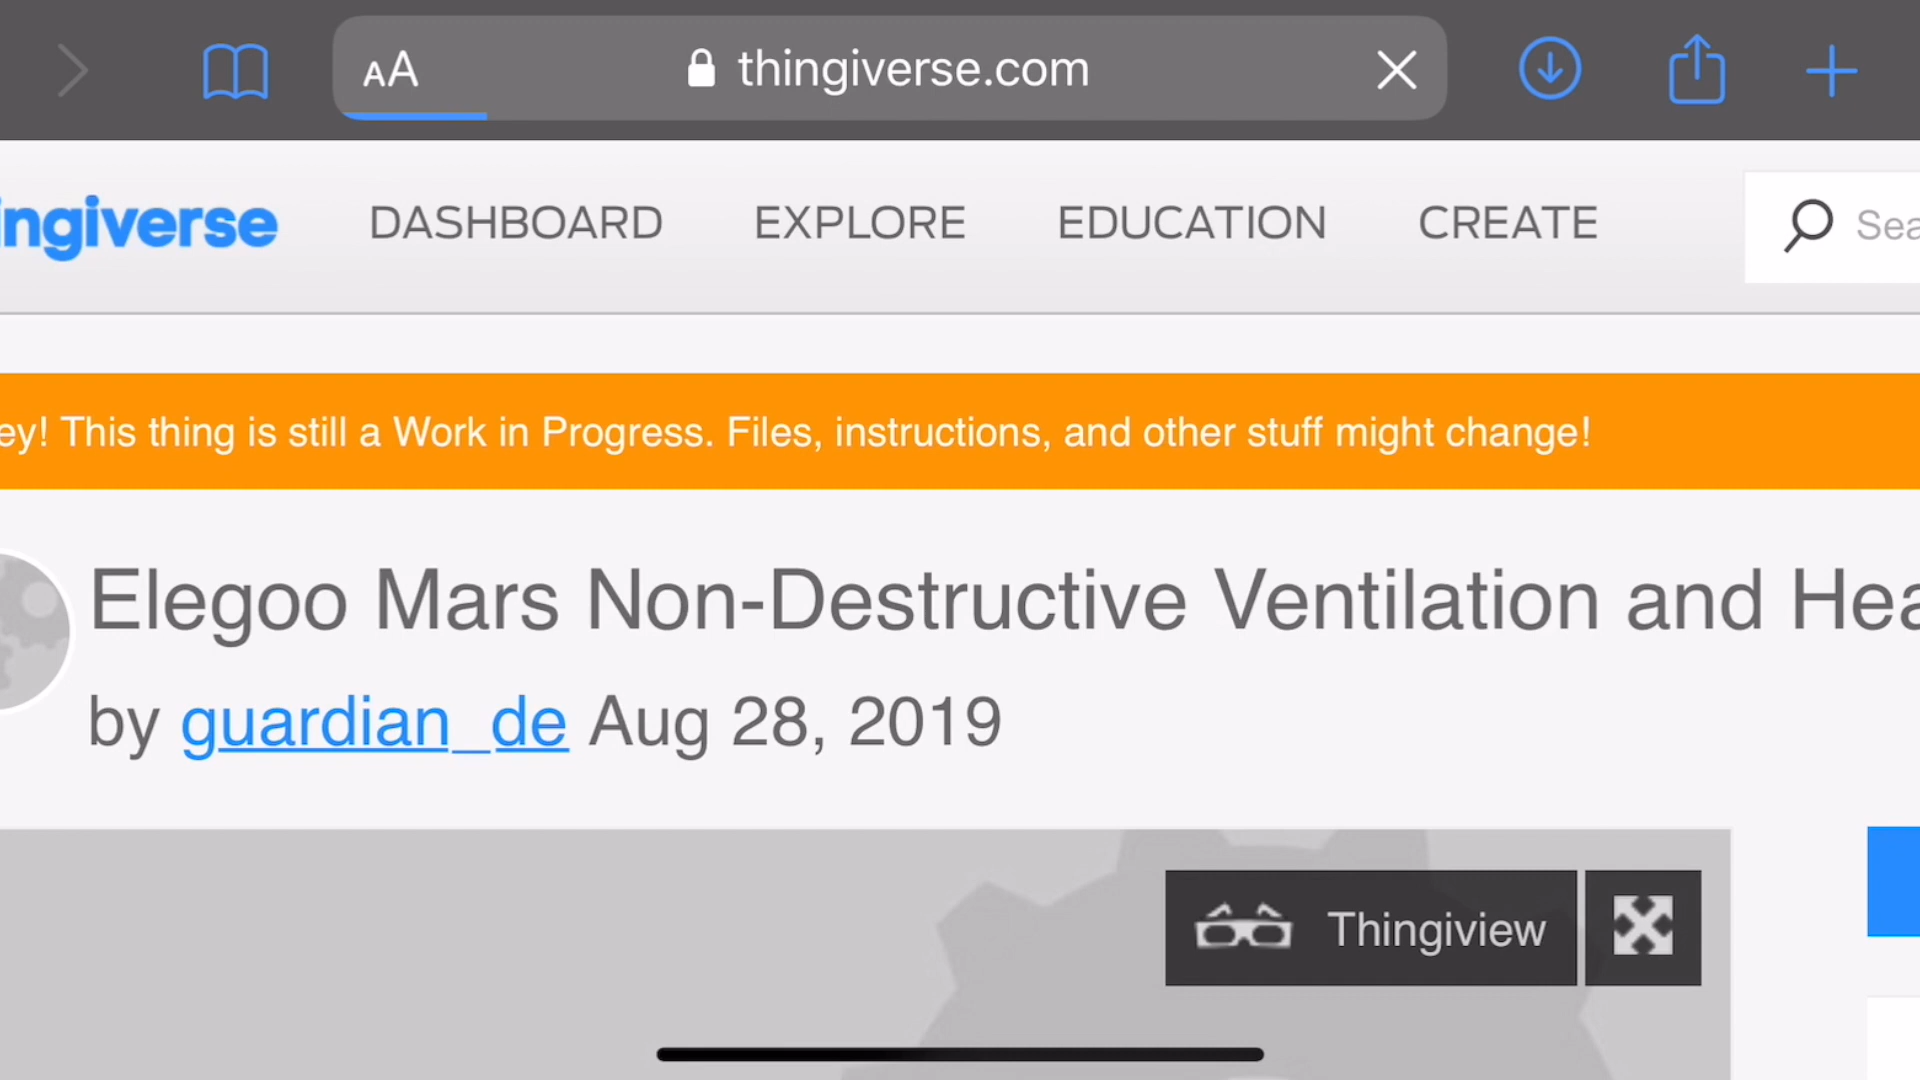 AA thingiverse.com
ingiverse DASHBOARD EXPLORE EDUCATION CREATE Sea
ey! This thing is still a Work in Progress. Files, instructions, and other stuff might change!
Elegoo Mars Non-Destructive Ventilation and Hea
by guardian_de Aug 28, 2019
Thingiview